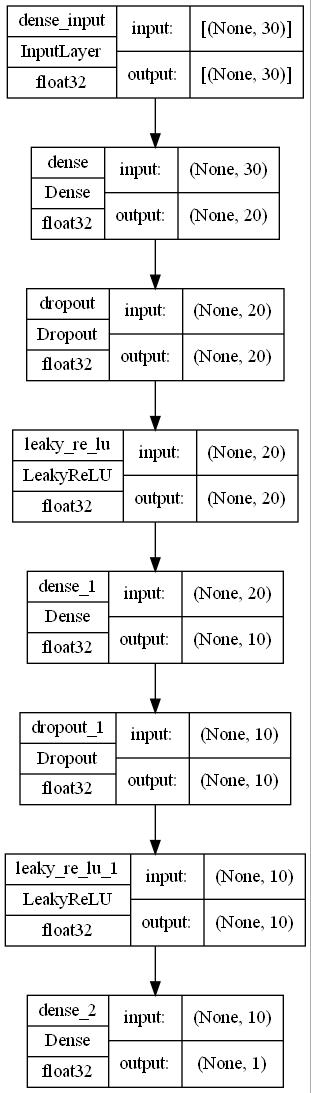 dense_input
InputLayer
float32
input:
[(None, 30)]
output:
[(None, 30)]
dense
Dense
float32
input:
(None, 30)
output:
(None, 20)
dropout
Dropout
float32
input:
(None, 20)
output:
(None, 20)
leaky_re_lu
LeakyReLU
float32
input:
(None, 20)
output:
(None, 20)
dense_1
Dense
float32
input:
(None, 20)
output:
(None, 10)
dropout_1
Dropout
float32
input:
(None, 10)
output:
(None, 10)
leaky_re_lu_1
LeakyReLU
float32
input:
(None, 10)
output:
(None, 10)
dense_2
Dense
float32
input:
(None, 10)
output:
(None, 1)